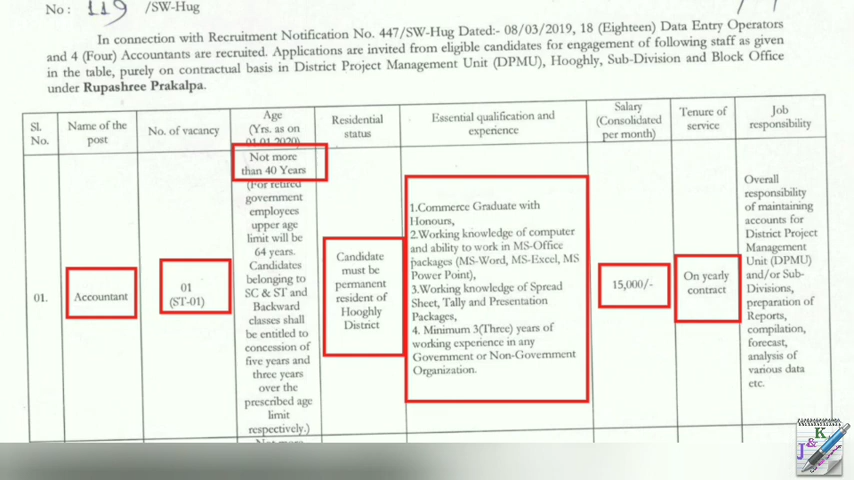 No : 119 /SW-Hug
In connection with Recruitment Notification No. 447/SW-Hug Dated:- 08/03/2019, 18 (Eighteen) Data Entry Operators
and 4 (Four) Accountants are recruited. Applications are invited from eligible candidates for engagement of following staff as given
in the table, purely on contractual basis in District Project Management Unit (DPMU), Hooghly, Sub-Division and Block Office
under Rupashree Prakalpa.
Sl.
No.
Name of the
post
No. of vacancy
Age
(Yrs. as on
01.01.2020)
Residential
status
Essential qualification and
experience
Salary
(Consolidated
per month)
Tenure of
service
Job
responsibility
01.
Accountant
01
(ST-01)
Not more
than 40 Years
(For retired
government
employees
upper age
limit will be
64 years.
Candidates
belonging to
SC & ST and
Backward
classes shall
be entitled to
concession of
five years and
three years
over the
prescribed age
limit
respectively.)
Candidate
must be
permanent
resident of
Hooghly
District
1.Commerce Graduate with
Honours,
2.Working knowledge of computer
and ability to work in MS-Office
packages (MS-Word, MS-Excel, MS
Power Point),
3.Working knowledge of Spread
Sheet, Tally and Presentation
Packages,
4. Minimum 3(Three) years of
working experience in any
Government or Non-Government
Organization.
15,000/-
On yearly
contract
Overall
responsibility
of maintaining
accounts for
District Project
Management
Unit (DPMU)
and/or Sub-
Divisions,
preparation of
Reports,
compilation,
forecast,
analysis of
various data
etc.
J&K